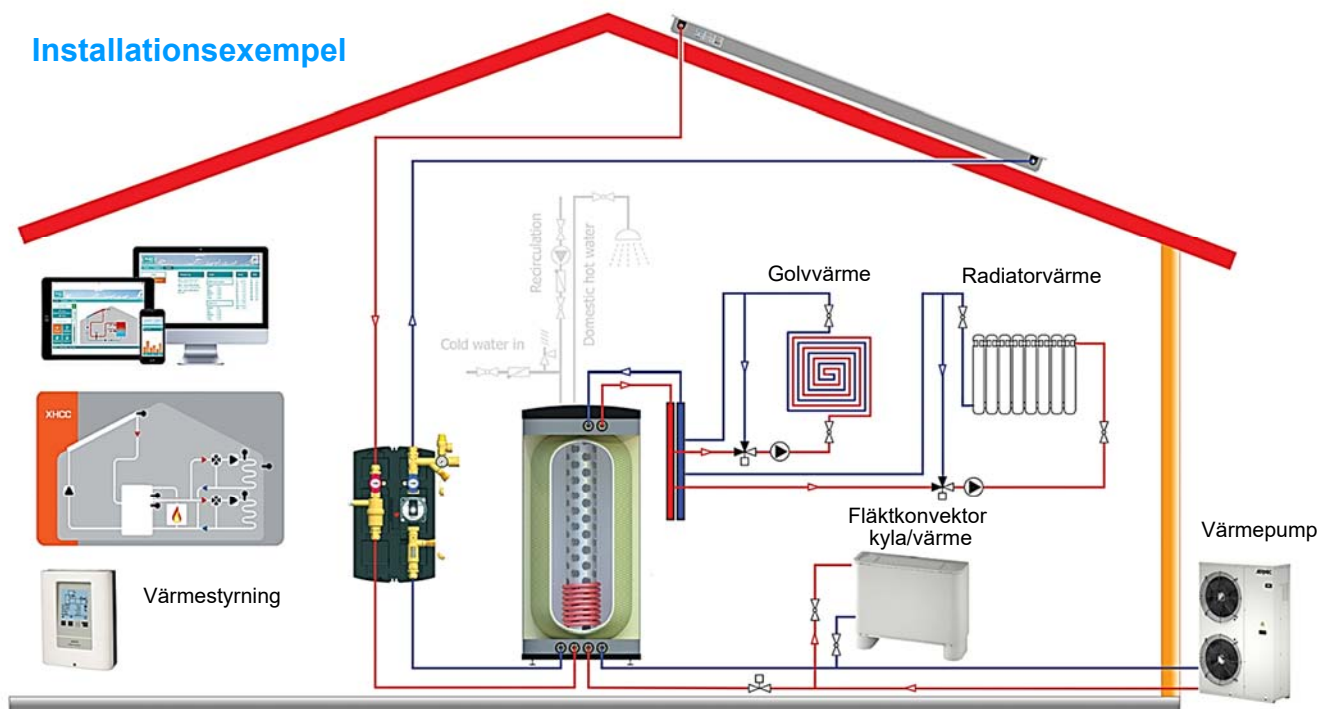 Installationsexempel
Recirculation
Domestic hot water
Cold water in
Golvvärme
Radiatorvärme
XHCC
Fläktkonvektor
kyla/värme
Värmepump
Värmestyrning